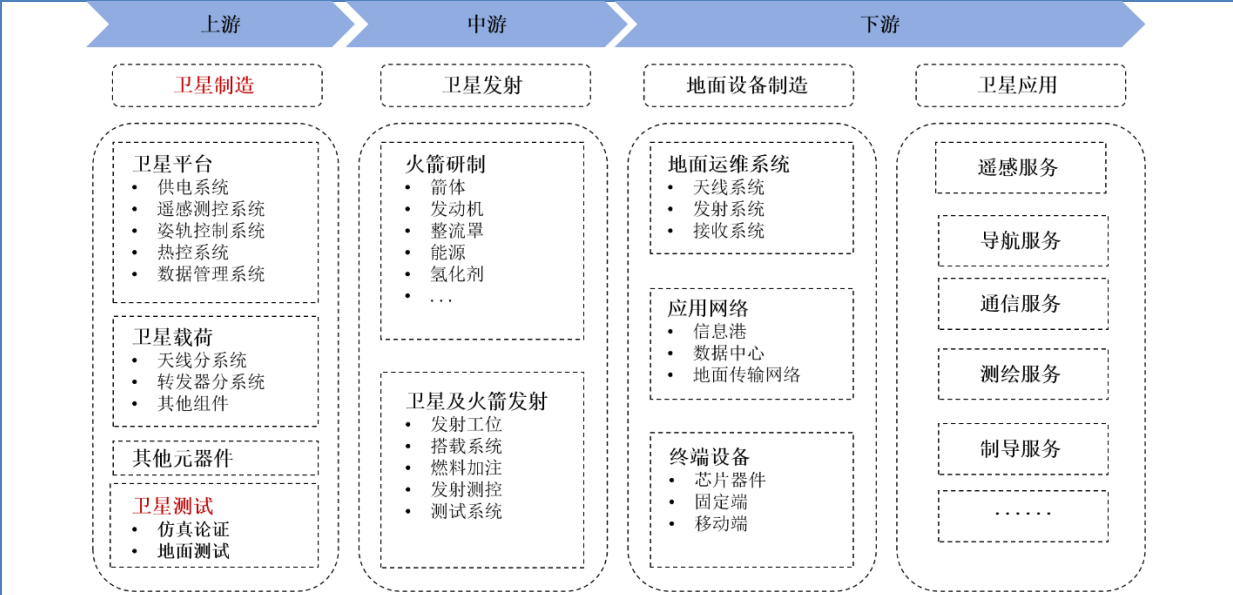 上游
中游
下游
卫星制造
卫星发射
地面设备制造
卫星应用
卫星平台
• 供电系统
• 遥感测控系统
• 姿轨控制系统
• 热控系统
• 数据管理系统
卫星载荷
• 天线分系统
• 转发器分系统
• 其他组件
其他元器件
卫星测试
• 仿真论证
• 地面测试
火箭研制
• 箭体
• 发动机
• 整流罩
• 能源
• 氢化剂
• ...
卫星及火箭发射
• 发射工位
• 搭载系统
• 燃料加注
• 发射测控
• 测试系统
地面运维系统
• 天线系统
• 发射系统
• 接收系统
应用网络
• 信息港
• 数据中心
• 地面传输网络
终端设备
• 芯片器件
• 固定端
• 移动端
遥感服务
导航服务
通信服务
测绘服务
制导服务
······